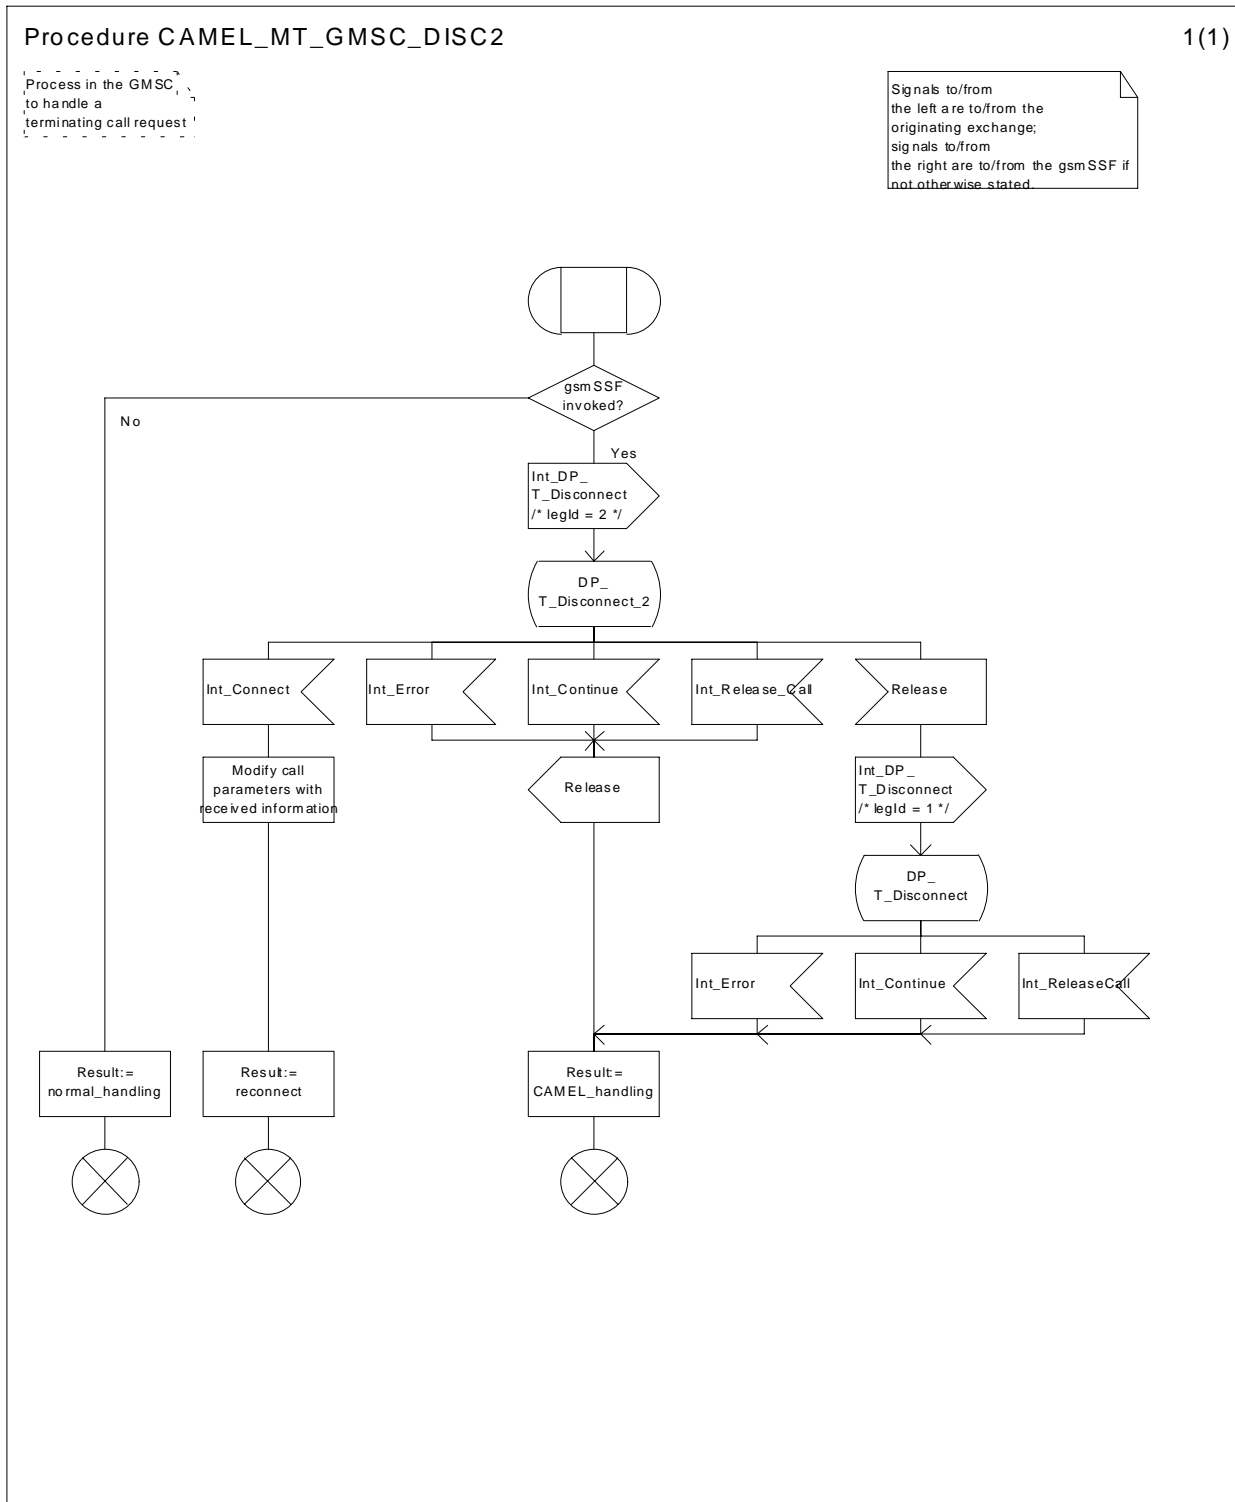 Procedure CAMEL_MT_GMSC_DISC2
1(1)
Process in the GMSC
to handle a
terminating call request
Signals to/from
the left are to/from the
originating exchange;
signals to/from
the right are to/from the gsmSSF if
not otherwise stated.
gsmSSF
invoked?
No
Yes
Int_DP_
T_Disconnect
/* legId = 2 */
DP_
T_Disconnect_2
Int_Connect
Int_Error
Int_Continue
Int_Release_Call
Release
Modify call
parameters with
received information
Release
Int_DP_
T_Disconnect
/* legId = 1 */
DP_
T_Disconnect
Int_Error
Int_Continue
Int_ReleaseCall
Result:=
normal_handling
Result:=
reconnect
Result:=
CAMEL_handling